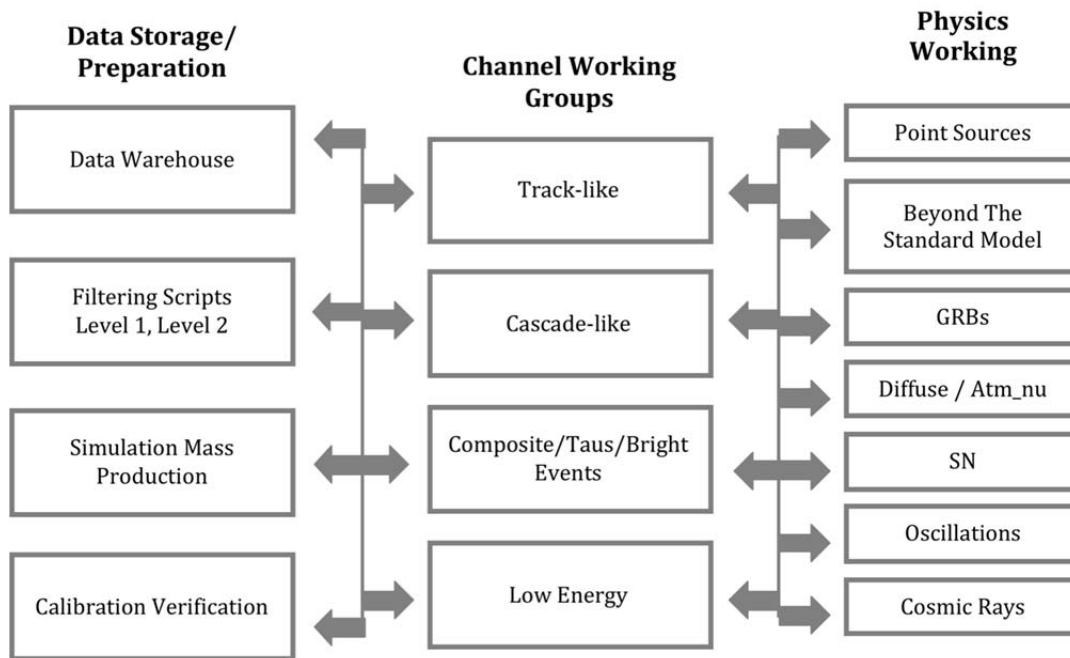 Data Storage/
Preparation
Data Warehouse
Filtering Scripts
Level 1, Level 2
Simulation Mass
Production
Calibration Verification
Channel Working
Groups
Track-like
Cascade-like
Composite/Taus/Bright
Events
Low Energy
Physics
Working
Point Sources
Beyond The
Standard Model
GRBs
Diffuse / Atm_nu
SN
Oscillations
Cosmic Rays